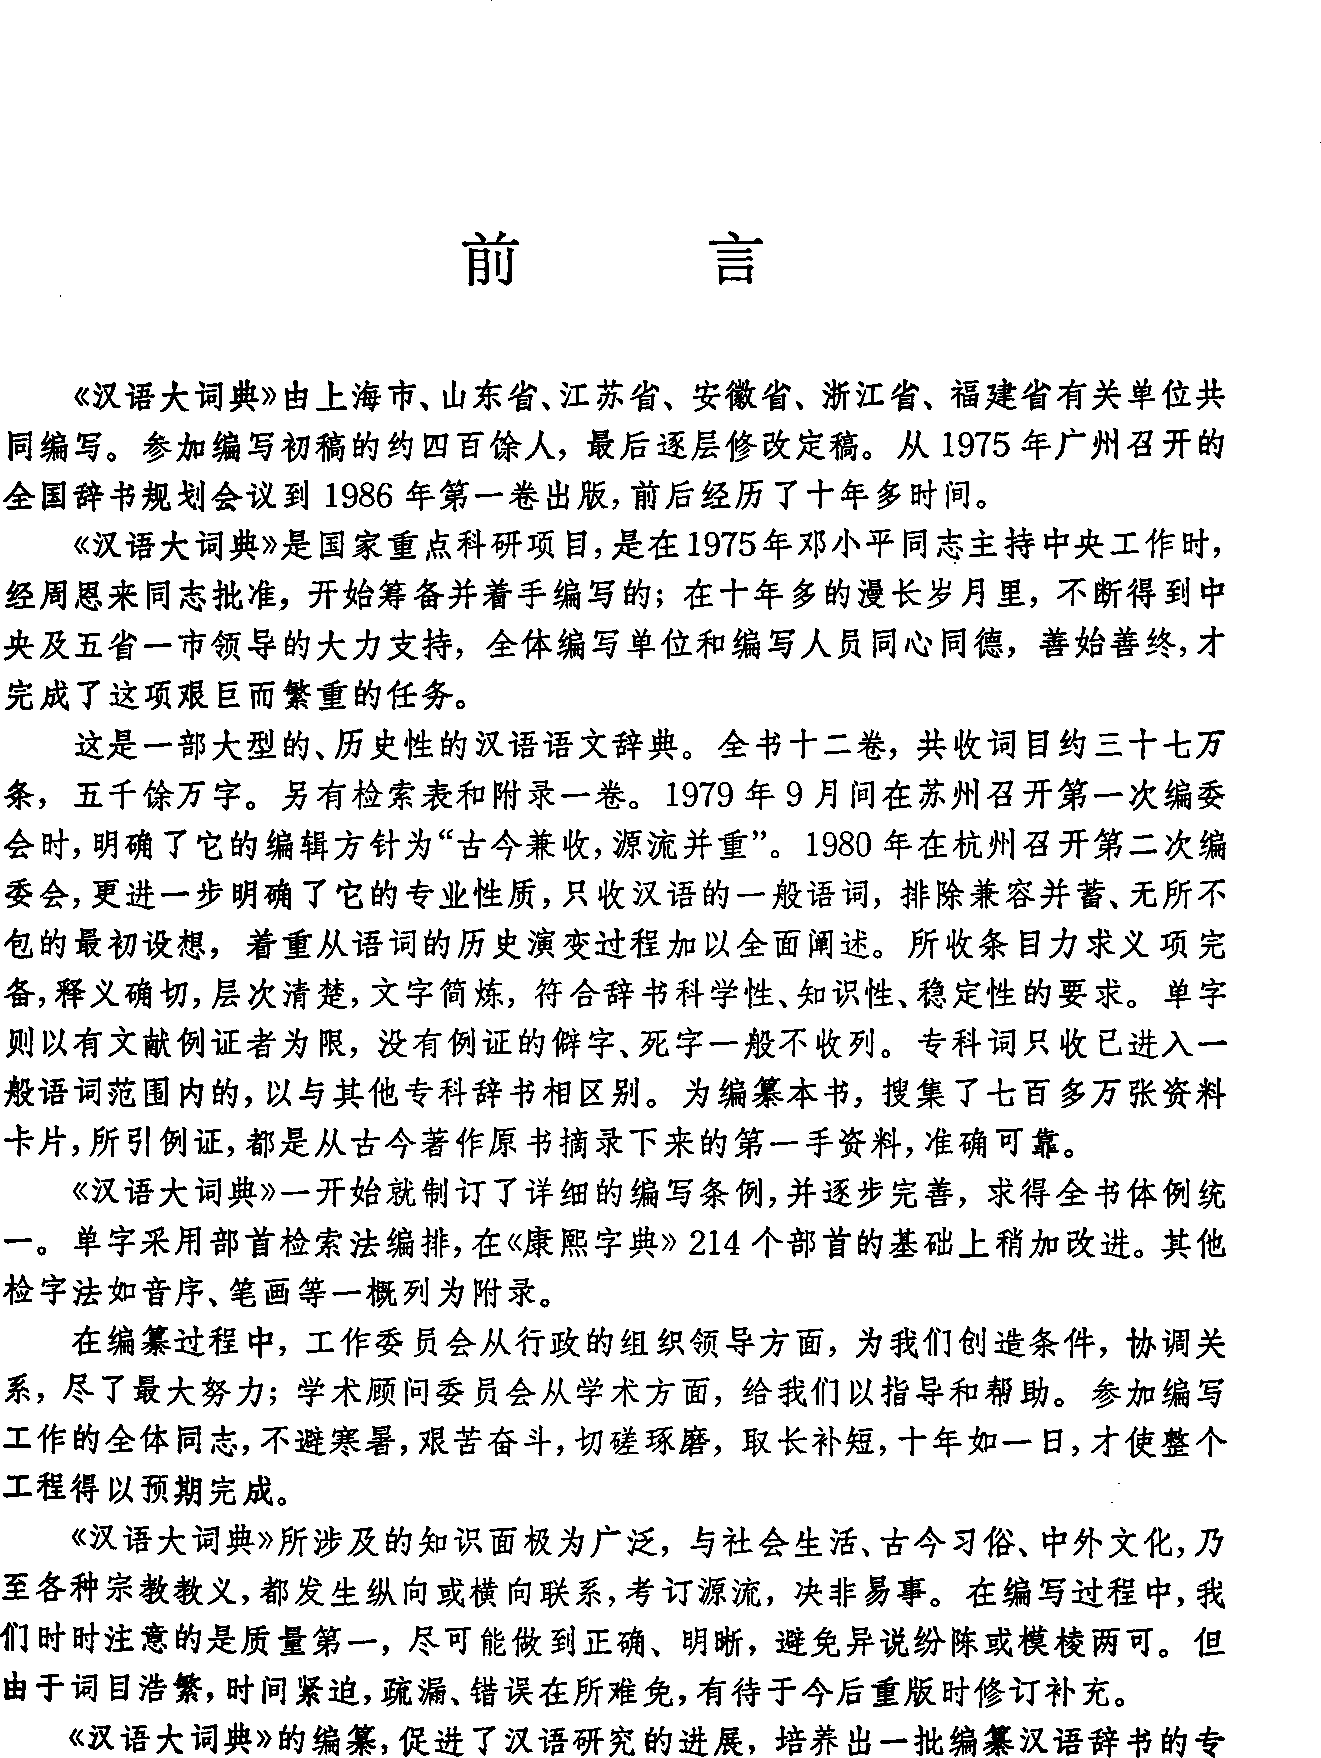 前言
《汉语大词典》由上海市、山东省、江苏省、安徽省、浙江省、福建省有关单位共
同编写。参加编写初稿的约四百馀人，最后逐层修改定稿。从1975年广州召开的
全国辞书规划会议到1986年第一卷出版，前后经历了十年多时间。
《汉语大词典》是国家重点科研项目，是在1975年邓小平同志主持中央工作时，
经周恩来同志批准，开始筹备并着手编写的；在十年多的漫长岁月里，不断得到中
央及五省一市领导的大力支持，全体编写单位和编写人员同心同德，善始善终，才
完成了这项艰巨而繁重的任务。
这是一部大型的、历史性的汉语语文辞典。全书十二卷，共收词目约三十七万
条，五千馀万字。另有检索表和附录一卷。1979年9月间在苏州召开第一次编委
会时，明确了它的编辑方针为“古今兼收，源流并重”。1980年在杭州召开第二次编
委会，更进一步明确了它的专业性质，只收汉语的一般语词，排除兼容并蓄、无所不
包的最初设想，着重从语词的历史演变过程加以全面阐述。所收条目力求义项完
备，释义确切，层次清楚，文字简炼，符合辞书科学性、知识性、稳定性的要求。单字
则以有文献例证者为限，没有例证的僻字、死字一般不收列。专科词只收已进入一
般语词范围内的，以与其他专科辞书相区别。为编纂本书，搜集了七百多万张资料
卡片，所引例证，都是从古今著作原书摘录下来的第一手资料，准确可靠。
《汉语大词典》一开始就制订了详细的编写条例，并逐步完善，求得全书体例统
一。单字采用部首检索法编排，在《康熙字典》214个部首的基础上稍加改进。其他
检字法如音序、笔画等一概列为附录。
在编纂过程中，工作委员会从行政的组织领导方面，为我们创造条件，协调关
系，尽了最大努力；学术顾问委员会从学术方面，给我们以指导和帮助。参加编写
工作的全体同志，不避寒暑，艰苦奋斗，切磋琢磨，取长补短，十年如一日，才使整个
工程得以预期完成。
《汉语大词典》所涉及的知识面极为广泛，与社会生活、古今习俗、中外文化，乃
至各种宗教教义，都发生纵向或横向联系，考订源流，决非易事。在编写过程中，我
们时时注意的是质量第一，尽可能做到正确、明晰，避免异说纷陈或模棱两可。但
由于词目浩繁，时间紧迫，疏漏、错误在所难免，有待于今后重版时修订补充。
《汉语大词典》的编纂，促进了汉语研究的进展，培养出一批编纂汉语辞书的专